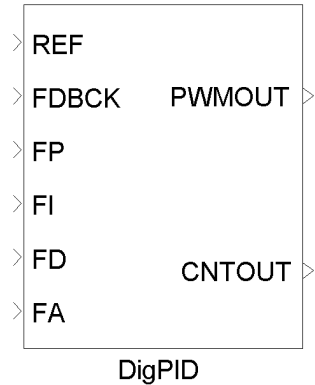 REF
FDBCK
PWMOUT
FP
FI
FD
CNTOUT
FA
DigPID